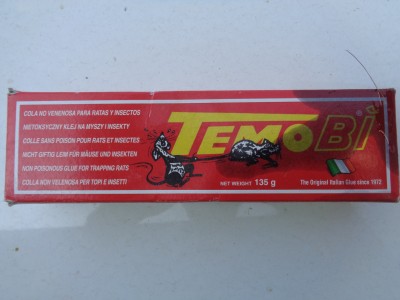 COLA NO VENENOSA PARA RATAS Y INSECTOS
NIETOKSYCZNY KLEJ NA MYSZY I INSEKTY
COLLE SANS POISON POUR RATS ET INSECTES
NICHT GIFTIG LEIM FÜR MÄUSE UND INSEKTEN
NON POISONOUS GLUE FOR TRAPPING RATS
COLLA NON VELENOSA PER TOPI E INSETTI
TEMOBI
NET WEIGHT 135 g
The Original Italian Glue since 1972